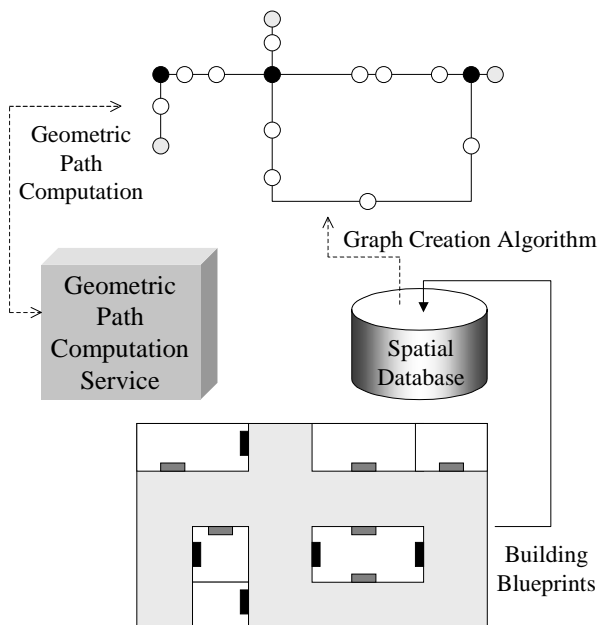 Geometric
Path
Computation
Graph Creation Algorithm
Geometric
Path
Computation
Service
Spatial
Database
Building
Blueprints